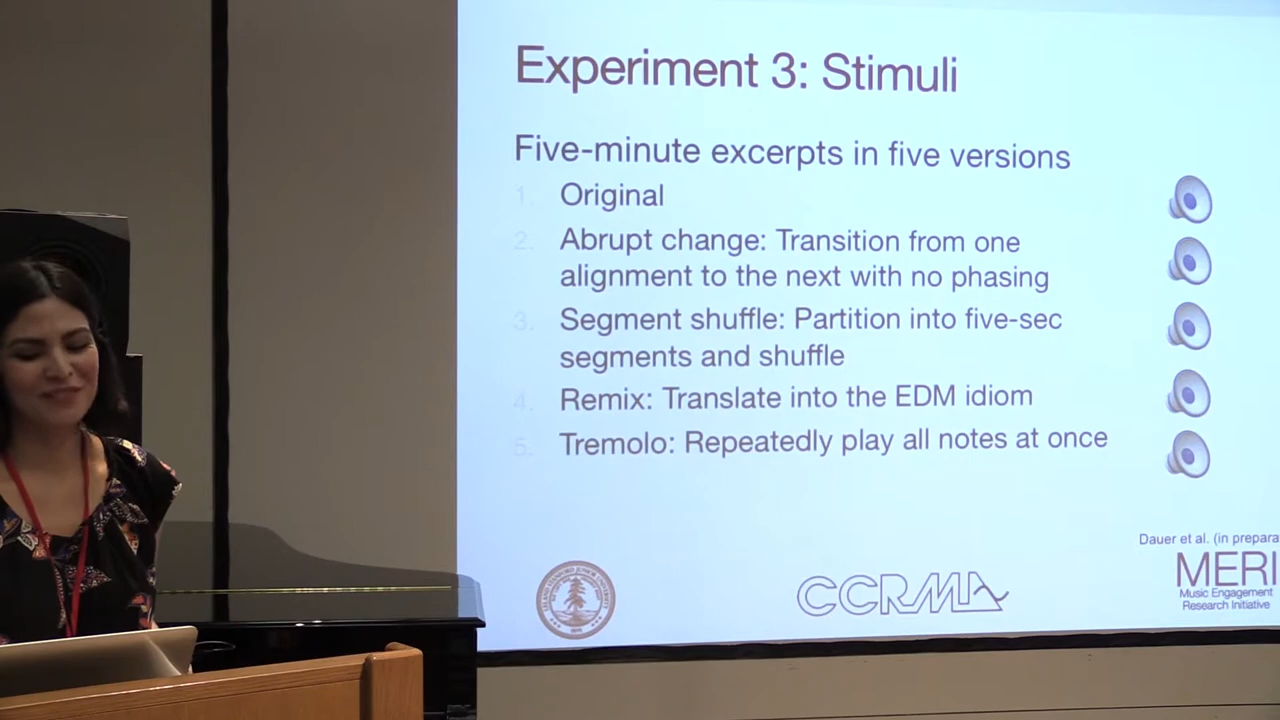 Experiment 3: Stimuli
Five-minute excerpts in five versions
1. Original
2. Abrupt change: Transition from one
alignment to the next with no phasing
3. Segment shuffle: Partition into five-sec
segments and shuffle
4. Remix: Translate into the EDM idiom
5. Tremolo: Repeatedly play all notes at once
Dauer et al. (in prepara
CCRMA
MERI
Music Engagement
Research Initiative